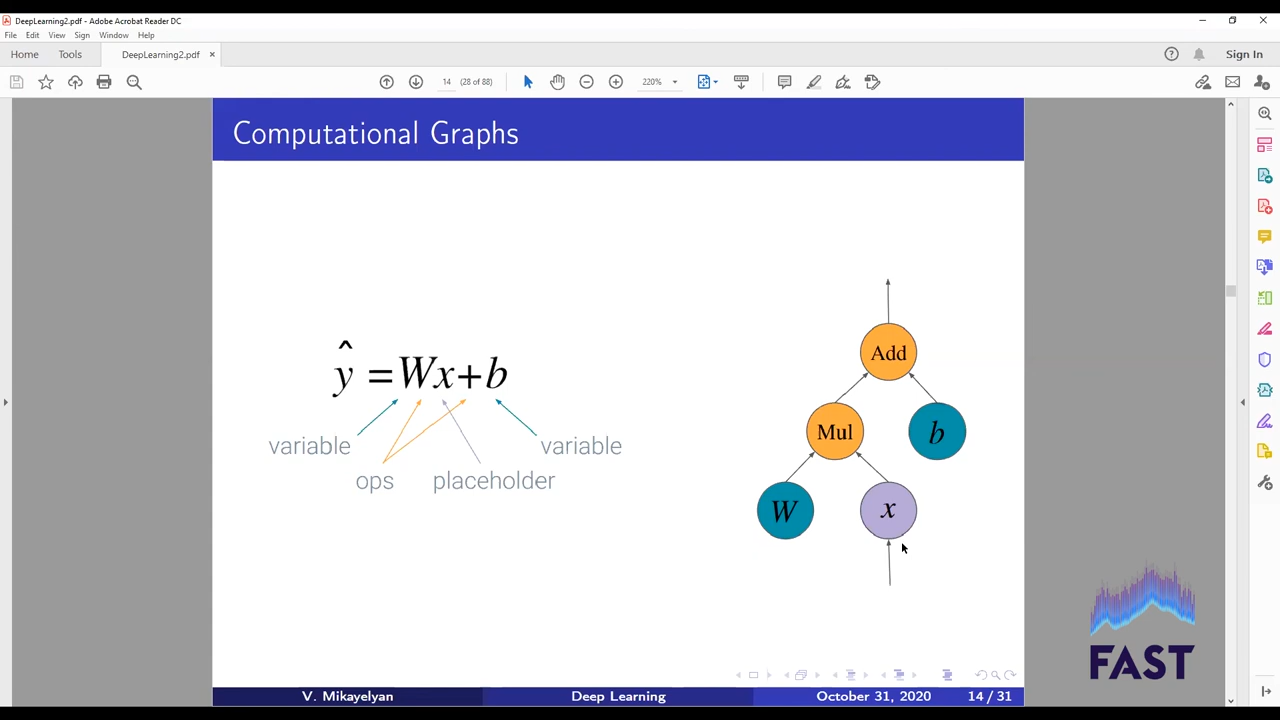 DeepLearning2.pdf - Adobe Acrobat Reader DC
File Edit View Sign Window Help
Home Tools DeepLearning2.pdf × Sign In
14 (28 of 88) 220%
Computational Graphs
ŷ = Wx + b
variable variable
ops placeholder
Add
Mul b
W x
FAST
V. Mikayelyan Deep Learning October 31, 2020 14 / 31